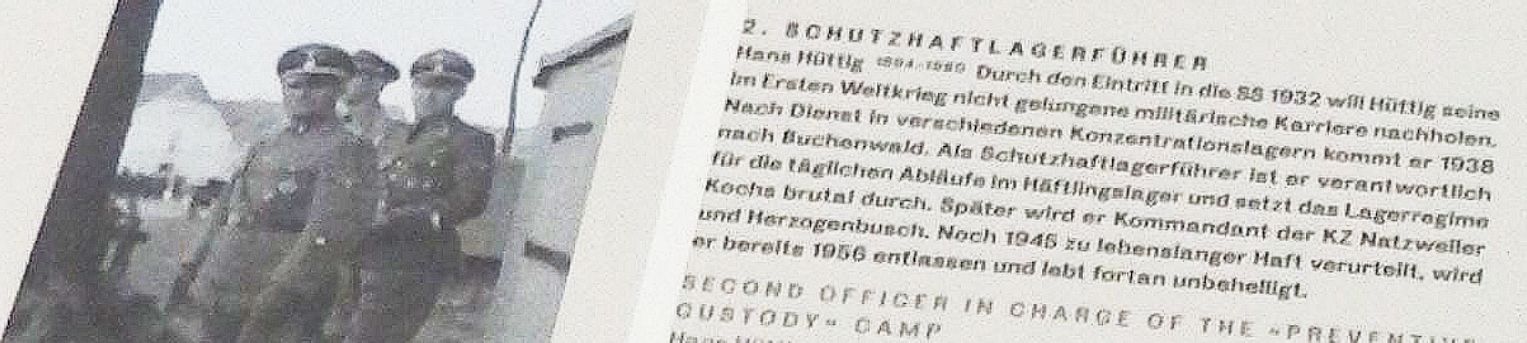 2. SCHUTZHAFTLAGERFÜHRER
Hans Hüttig 1894-1980 Durch den Eintritt in die SS 1932 will Hüttig seine
im Ersten Weltkrieg nicht gelungene militärische Karriere nachholen.
Nach Dienst in verschiedenen Konzentrationslagern kommt er 1938
nach Buchenwald. Als Schutzhaftlagerführer ist er verantwortlich
für die täglichen Abläufe im Häftlingslager und setzt das Lagerregime
Kochs brutal durch. Später wird er Kommandant der KZ Natzweiler
und Herzogenbusch. Nach 1945 zu lebenslanger Haft verurteilt, wird
er bereits 1956 entlassen und lebt fortan unbehelligt.
SECOND OFFICER IN CHARGE OF THE »PREVENTIVE
CUSTODY« CAMP
Hans